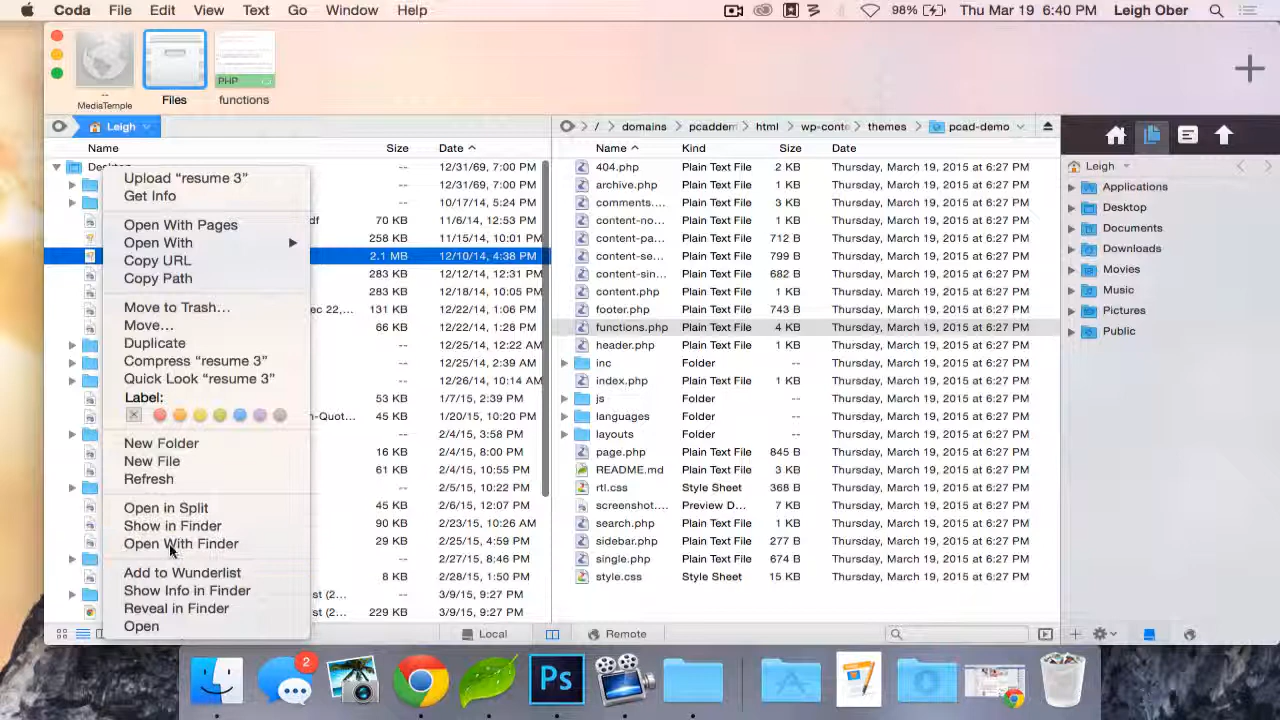 Coda File Edit View Text Go Window Help 98% Thu Mar 19 6:40 PM Leigh Ober
PHP
-- MediaTemple Files functions
Leigh / domains pcaddem html wp-conte themes pcad-demo
Name Size Date Name Kind Size Date
Leigh
Desktop -- 12/31/69, 7:00 PM 404.php Plain Text File 2 KB Thursday, March 19, 2015 at 6:27 PM
Upload “resume 3” -- 12/31/69, 7:00 PM archive.php Plain Text File 3 KB Thursday, March 19, 2015 at 6:27 PM Applications
Get Info -- 10/17/14, 5:24 PM comments.... Plain Text File 3 KB Thursday, March 19, 2015 at 6:27 PM Desktop
Open With Pages df 70 KB 11/6/14, 12:53 PM content-no... Plain Text File 1 KB Thursday, March 19, 2015 at 6:27 PM Documents
Open With 258 KB 11/15/14, 10:01 PM content-pa... Plain Text File 712 B Thursday, March 19, 2015 at 6:27 PM Downloads
Copy URL 2.1 MB 12/10/14, 4:38 PM content-se... Plain Text File 799 B Thursday, March 19, 2015 at 6:27 PM Movies
Copy Path 283 KB 12/12/14, 12:31 PM content-sin... Plain Text File 682 B Thursday, March 19, 2015 at 6:27 PM Music
283 KB 12/18/14, 10:05 PM content.php Plain Text File 1 KB Thursday, March 19, 2015 at 6:27 PM Pictures
Move to Trash... ec 22,... 131 KB 12/22/14, 1:06 PM footer.php Plain Text File 743 B Thursday, March 19, 2015 at 6:27 PM Public
Move... 66 KB 12/22/14, 1:28 PM functions.php Plain Text File 4 KB Thursday, March 19, 2015 at 6:27 PM
Duplicate -- 12/25/14, 12:22 AM header.php Plain Text File 1 KB Thursday, March 19, 2015 at 6:27 PM
Compress “resume 3” -- 12/25/14, 2:39 AM inc Folder -- Thursday, March 19, 2015 at 6:27 PM
Quick Look “resume 3” -- 12/26/14, 10:14 AM index.php Plain Text File 1 KB Thursday, March 19, 2015 at 6:27 PM
Label: 53 KB 1/7/15, 2:39 PM js Folder -- Thursday, March 19, 2015 at 6:27 PM
n-Quot... 45 KB 1/20/15, 10:20 PM languages Folder -- Thursday, March 19, 2015 at 6:27 PM
New Folder -- 2/4/15, 3:58 PM layouts Folder -- Thursday, March 19, 2015 at 6:27 PM
New File 16 KB 2/4/15, 8:00 PM page.php Plain Text File 845 B Thursday, March 19, 2015 at 6:27 PM
Refresh 61 KB 2/4/15, 10:55 PM README.md Plain Text File 3 KB Thursday, March 19, 2015 at 6:27 PM
-- 2/5/15, 10:22 PM rtl.css Style Sheet 368 B Thursday, March 19, 2015 at 6:27 PM
Open in Split 45 KB 2/6/15, 12:07 PM screenshot.... Preview D... 7 KB Thursday, March 19, 2015 at 6:27 PM
Show in Finder 90 KB 2/23/15, 10:26 AM search.php Plain Text File 1 KB Thursday, March 19, 2015 at 6:27 PM
Open With Finder 29 KB 2/25/15, 4:59 PM sidebar.php Plain Text File 277 B Thursday, March 19, 2015 at 6:27 PM
-- 2/27/15, 8:46 PM single.php Plain Text File 674 B Thursday, March 19, 2015 at 6:27 PM
Add to Wunderlist 8 KB 2/28/15, 1:50 PM style.css Style Sheet 15 KB Thursday, March 19, 2015 at 6:27 PM
Show Info in Finder st (2... -- 3/9/15, 9:27 PM
Reveal in Finder st (2... 229 KB 3/9/15, 9:27 PM
Open Local Remote
2
Ps